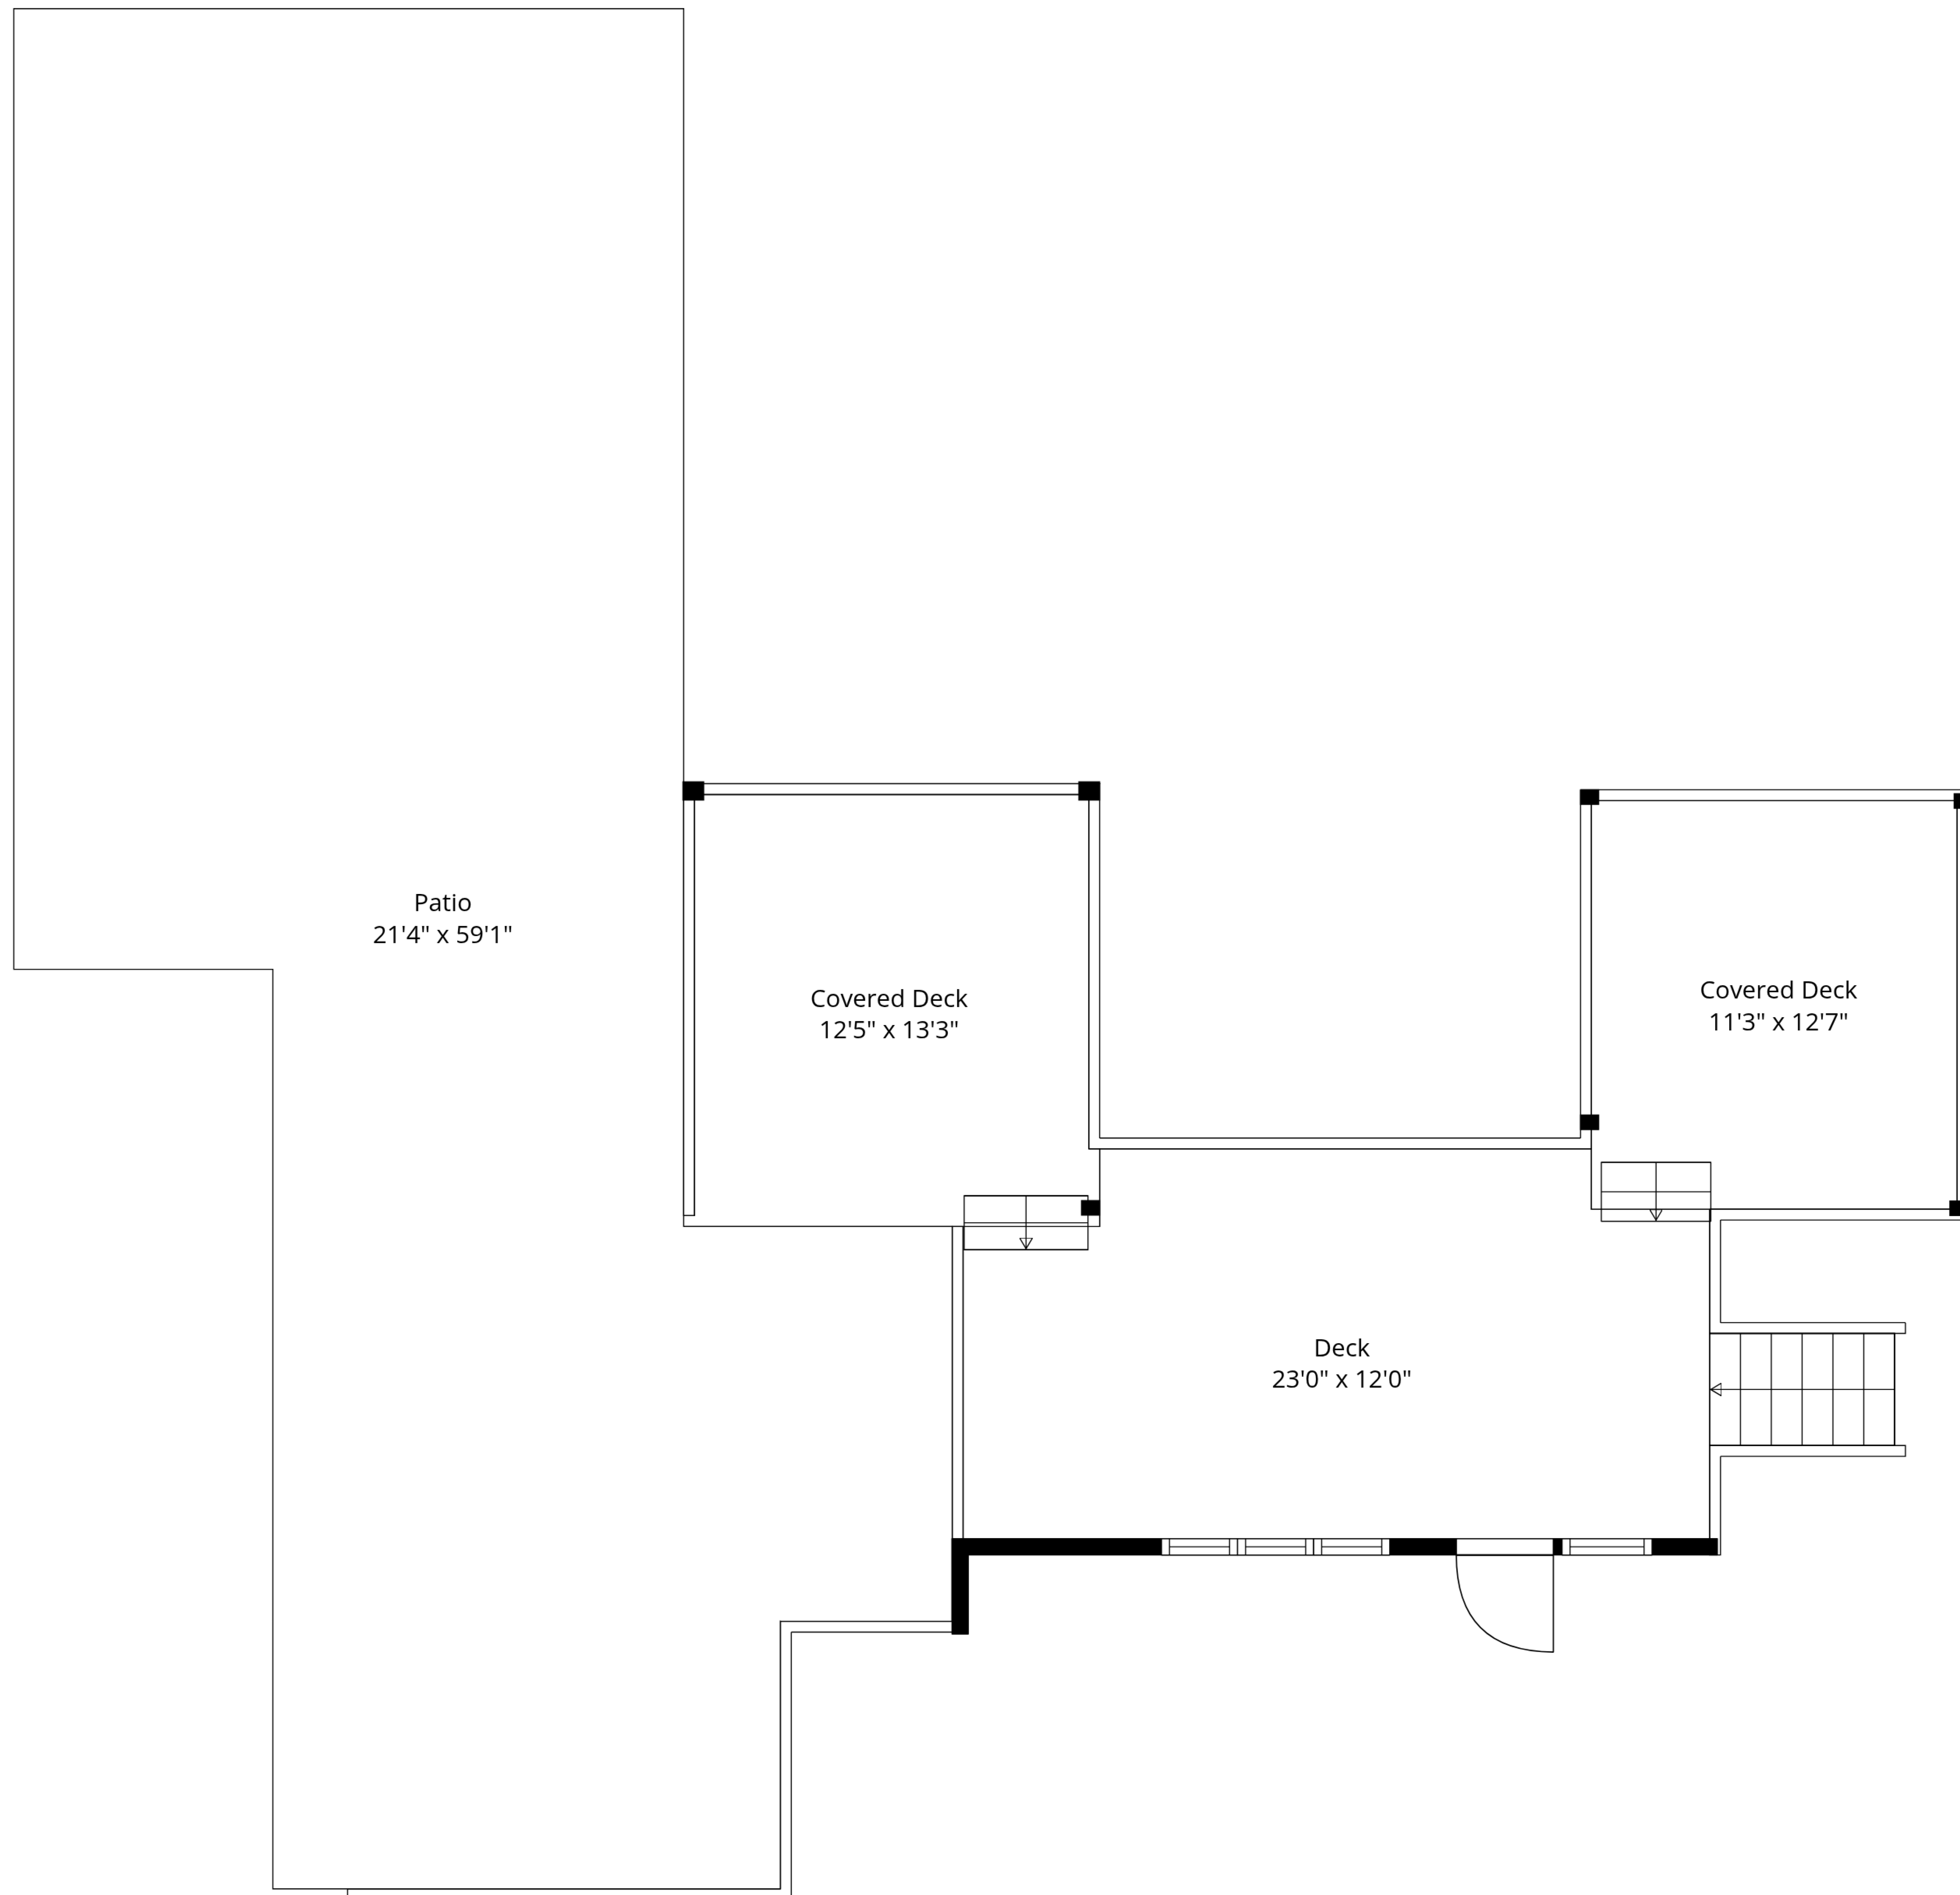 Patio
21'4" x 59'1"
Covered Deck
12'5" x 13'3"
Covered Deck
11'3" x 12'7"
Deck
23'0" x 12'0"